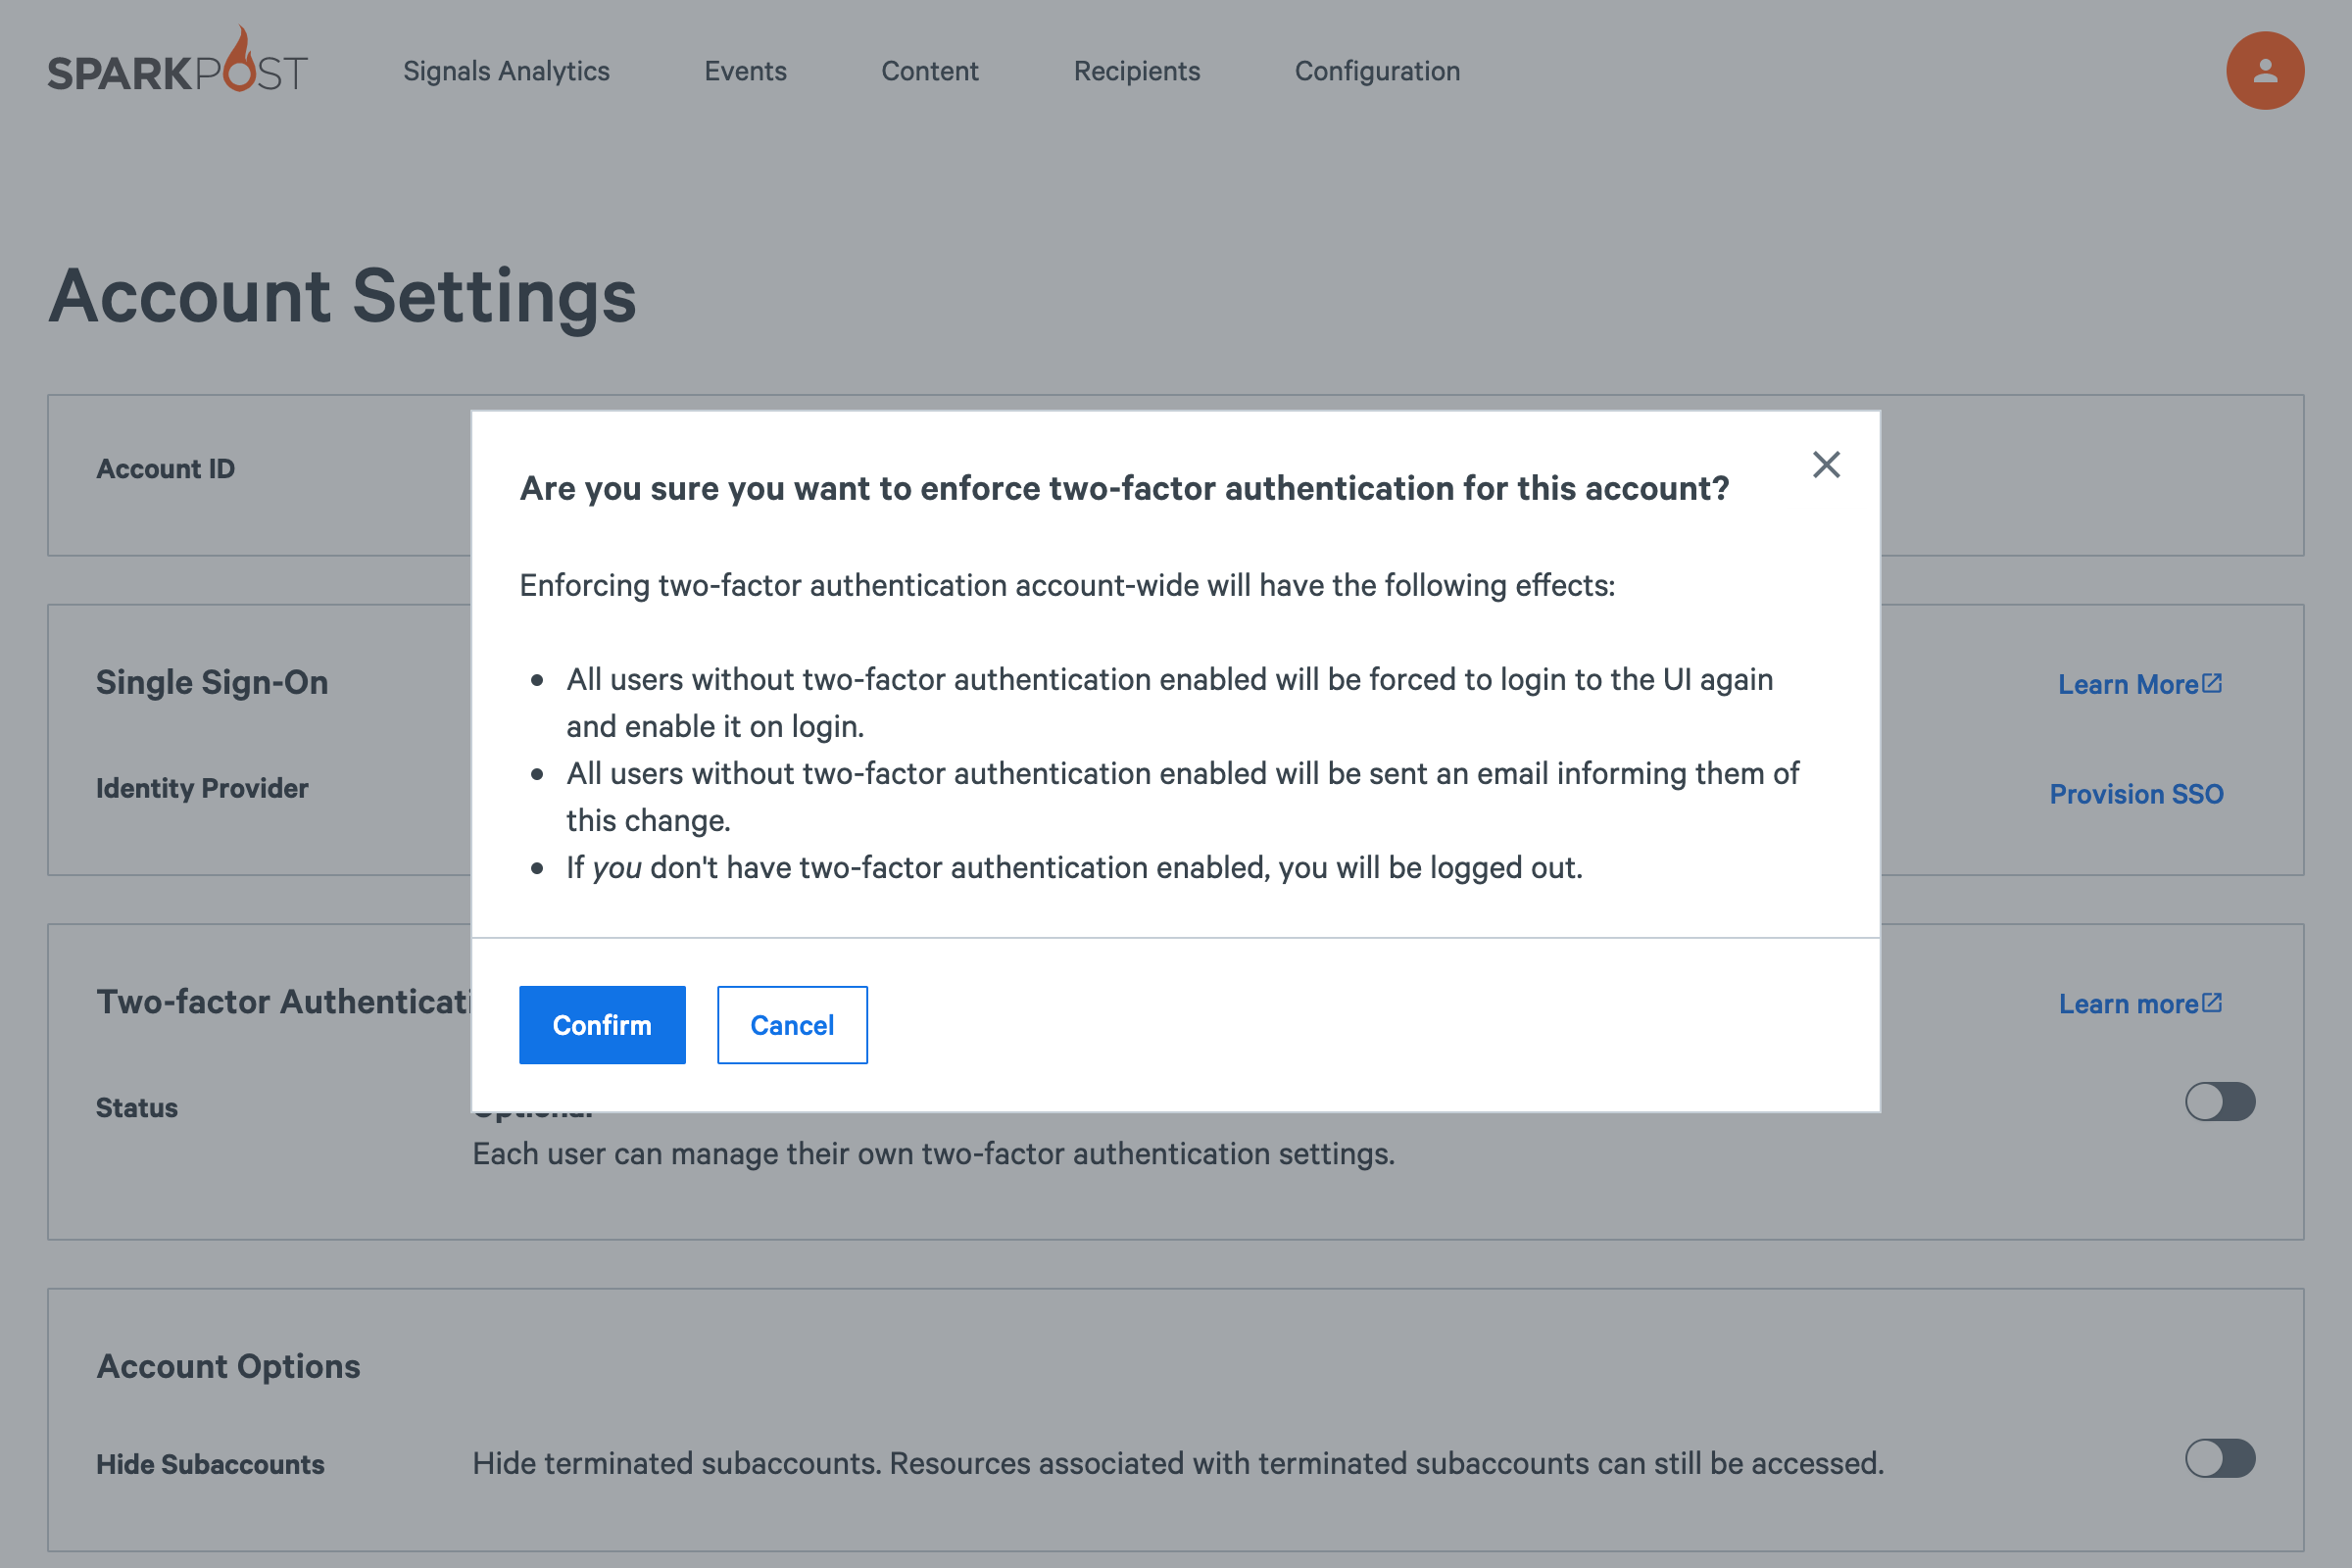 SPARKPOST
Signals Analytics
Events
Content
Recipients
Configuration
Account Settings
Account ID
Are you sure you want to enforce two-factor authentication for this account?
Enforcing two-factor authentication account-wide will have the following effects:
Single Sign-On
Learn More
All users without two-factor authentication enabled will be forced to login to the UI again
and enable it on login.
Identity Provider
Provision SSO
All users without two-factor authentication enabled will be sent an email informing them of
this change.
If you don't have two-factor authentication enabled, you will be logged out.
Two-factor Authenticati
Learn more
Confirm
Cancel
Status
Optional
Each user can manage their own two-factor authentication settings.
Account Options
Hide Subaccounts
Hide terminated subaccounts. Resources associated with terminated subaccounts can still be accessed.